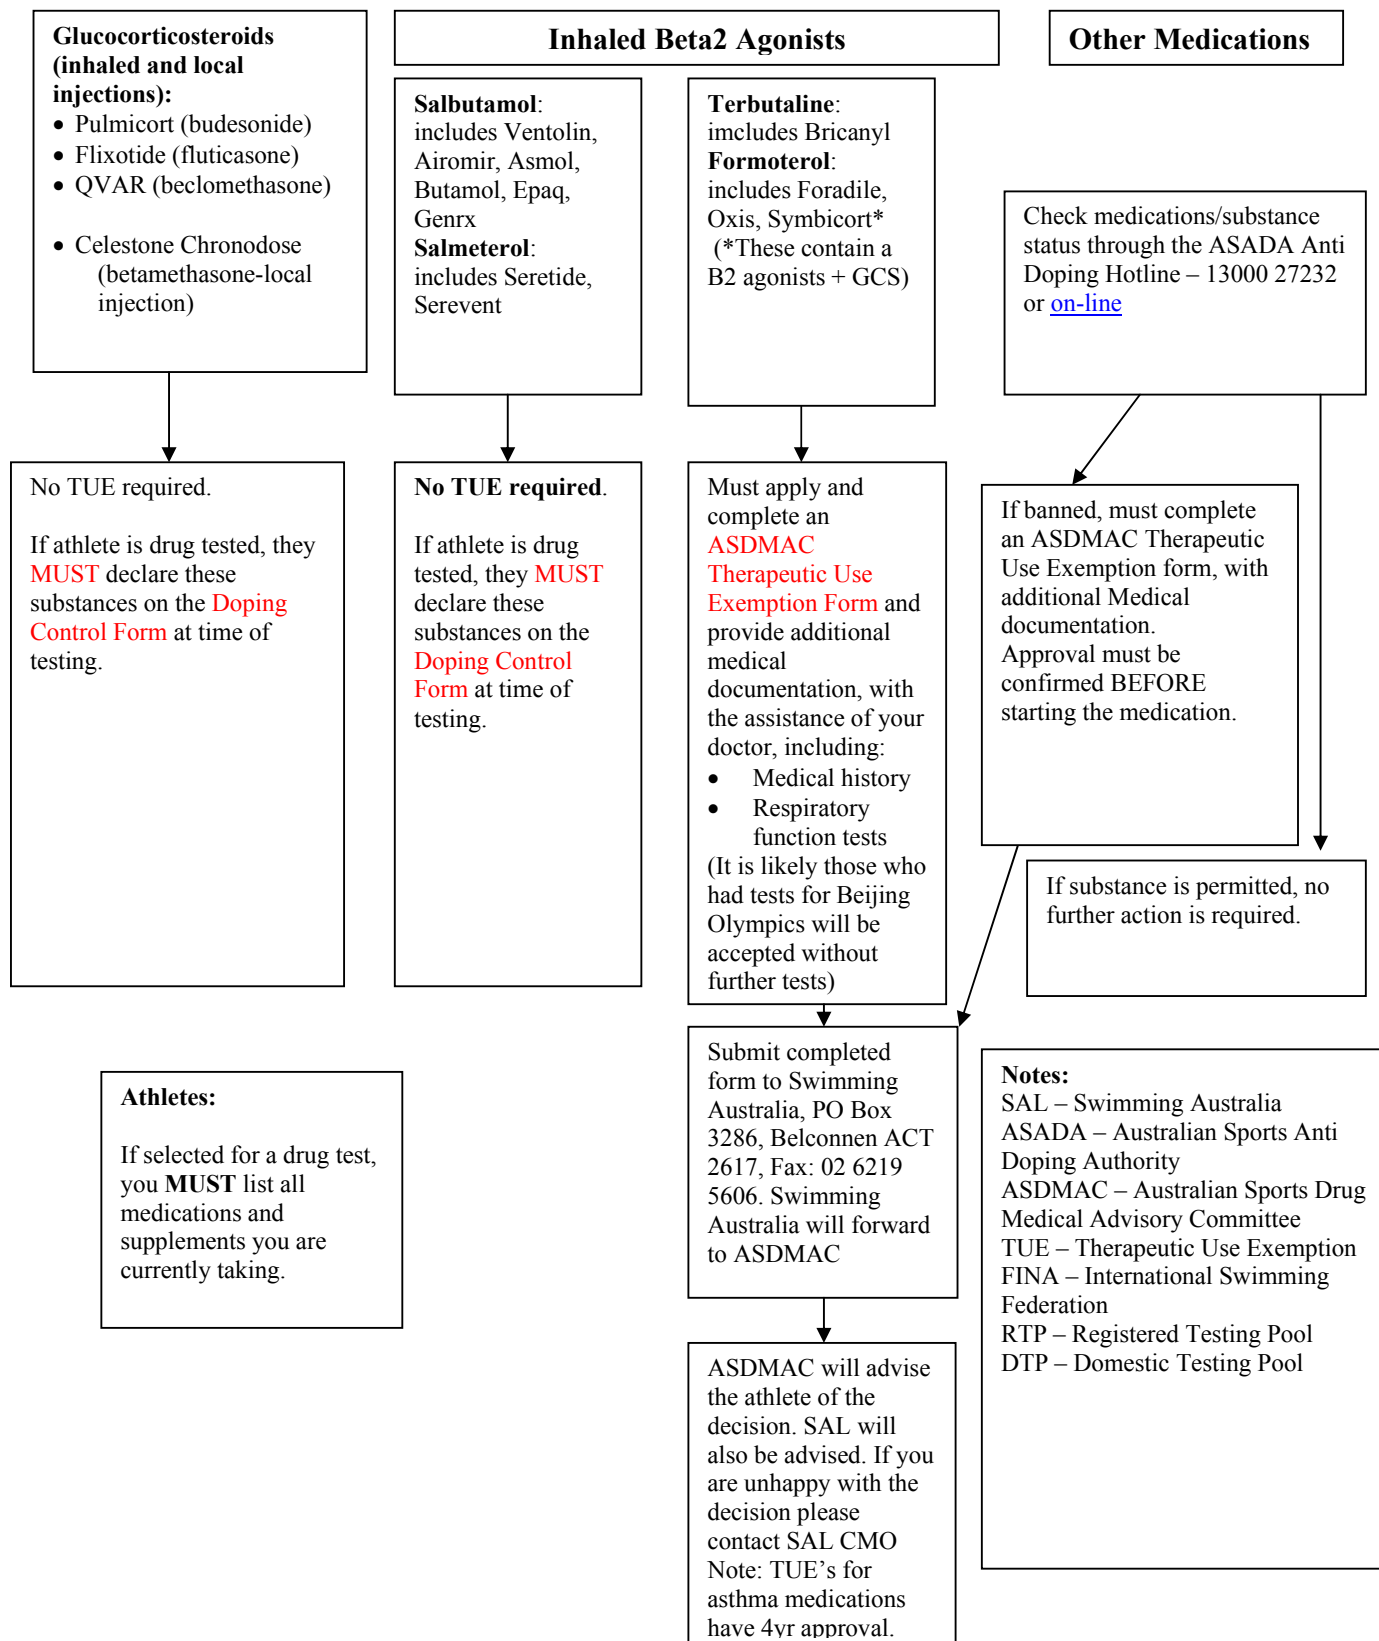 Glucocorticosteroids
(inhaled and local
injections):
• Pulmicort (budesonide)
• Flixotide (fluticasone)
• QVAR (beclomethasone)
• Celestone Chronodose
(betamethasone-local
injection)
No TUE required.
If athlete is drug tested, they
MUST declare these
substances on the Doping
Control Form at time of
testing.
Inhaled Beta2 Agonists
Salbutamol:
includes Ventolin,
Airomir, Asmol,
Butamol, Epaq,
Genrx
Salmeterol:
includes Seretide,
Serevent
No TUE required.
If athlete is drug
tested, they MUST
declare these
substances on the
Doping Control
Form at time of
testing.
Terbutaline:
imcludes Bricanyl
Formoterol:
includes Foradile,
Oxis, Symbicort*
(*These contain a
B2 agonists + GCS)
Must apply and
complete an
ASDMAC
Therapeutic Use
Exemption Form and
provide additional
medical
documentation, with
the assistance of your
doctor, including:
• Medical history
• Respiratory
function tests
(It is likely those who
had tests for Beijing
Olympics will be
accepted without
further tests)
Other Medications
Check medications/substance
status through the ASADA Anti
Doping Hotline – 13000 27232
or on-line
If banned, must complete
an ASDMAC Therapeutic
Use Exemption form, with
additional Medical
documentation.
Approval must be
confirmed BEFORE
starting the medication.
If substance is permitted, no
further action is required.
Submit completed
form to Swimming
Australia, PO Box
3286, Belconnen ACT
2617, Fax: 02 6219
5606. Swimming
Australia will forward
to ASDMAC
ASDMAC will advise
the athlete of the
decision. SAL will
also be advised. If you
are unhappy with the
decision please
contact SAL CMO
Note: TUE's for
asthma medications
have 4yr approval.
Athletes:
If selected for a drug test,
you MUST list all
medications and
supplements you are
currently taking.
Notes:
SAL – Swimming Australia
ASADA – Australian Sports Anti
Doping Authority
ASDMAC – Australian Sports Drug
Medical Advisory Committee
TUE – Therapeutic Use Exemption
FINA – International Swimming
Federation
RTP – Registered Testing Pool
DTP – Domestic Testing Pool